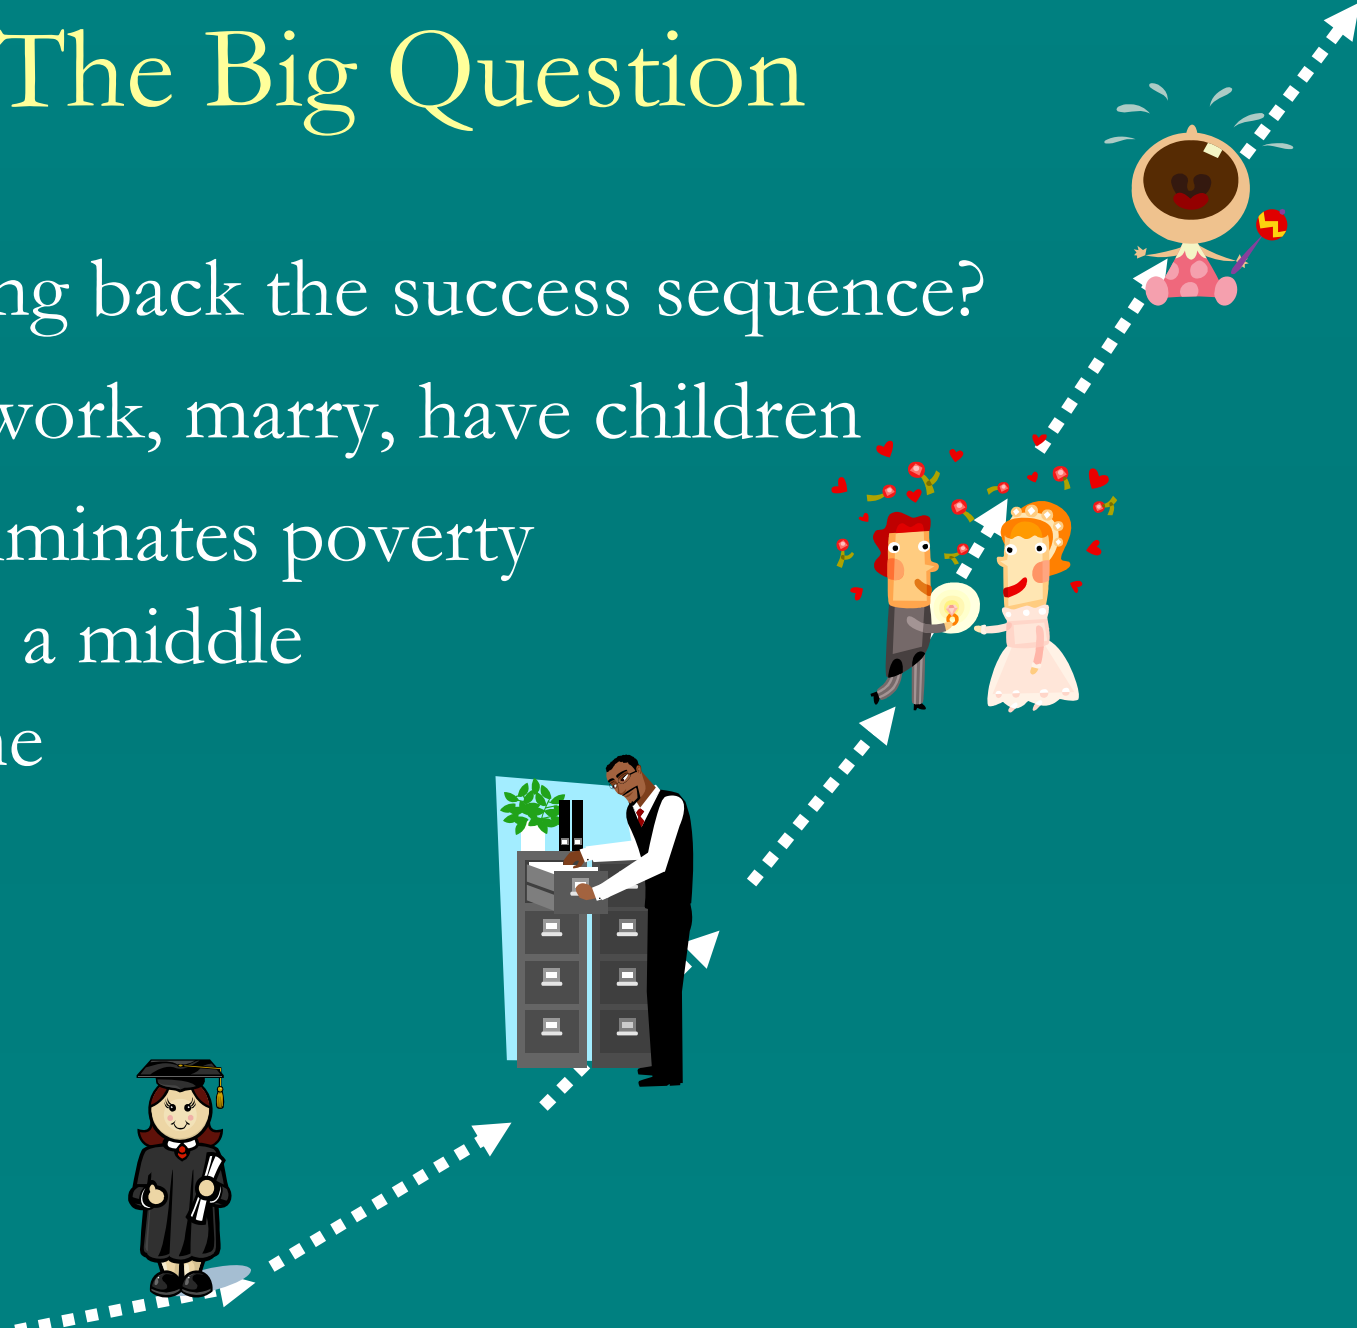 The Big Question
ng back the success sequence?
work, marry, have children
minates poverty
a middle
ne